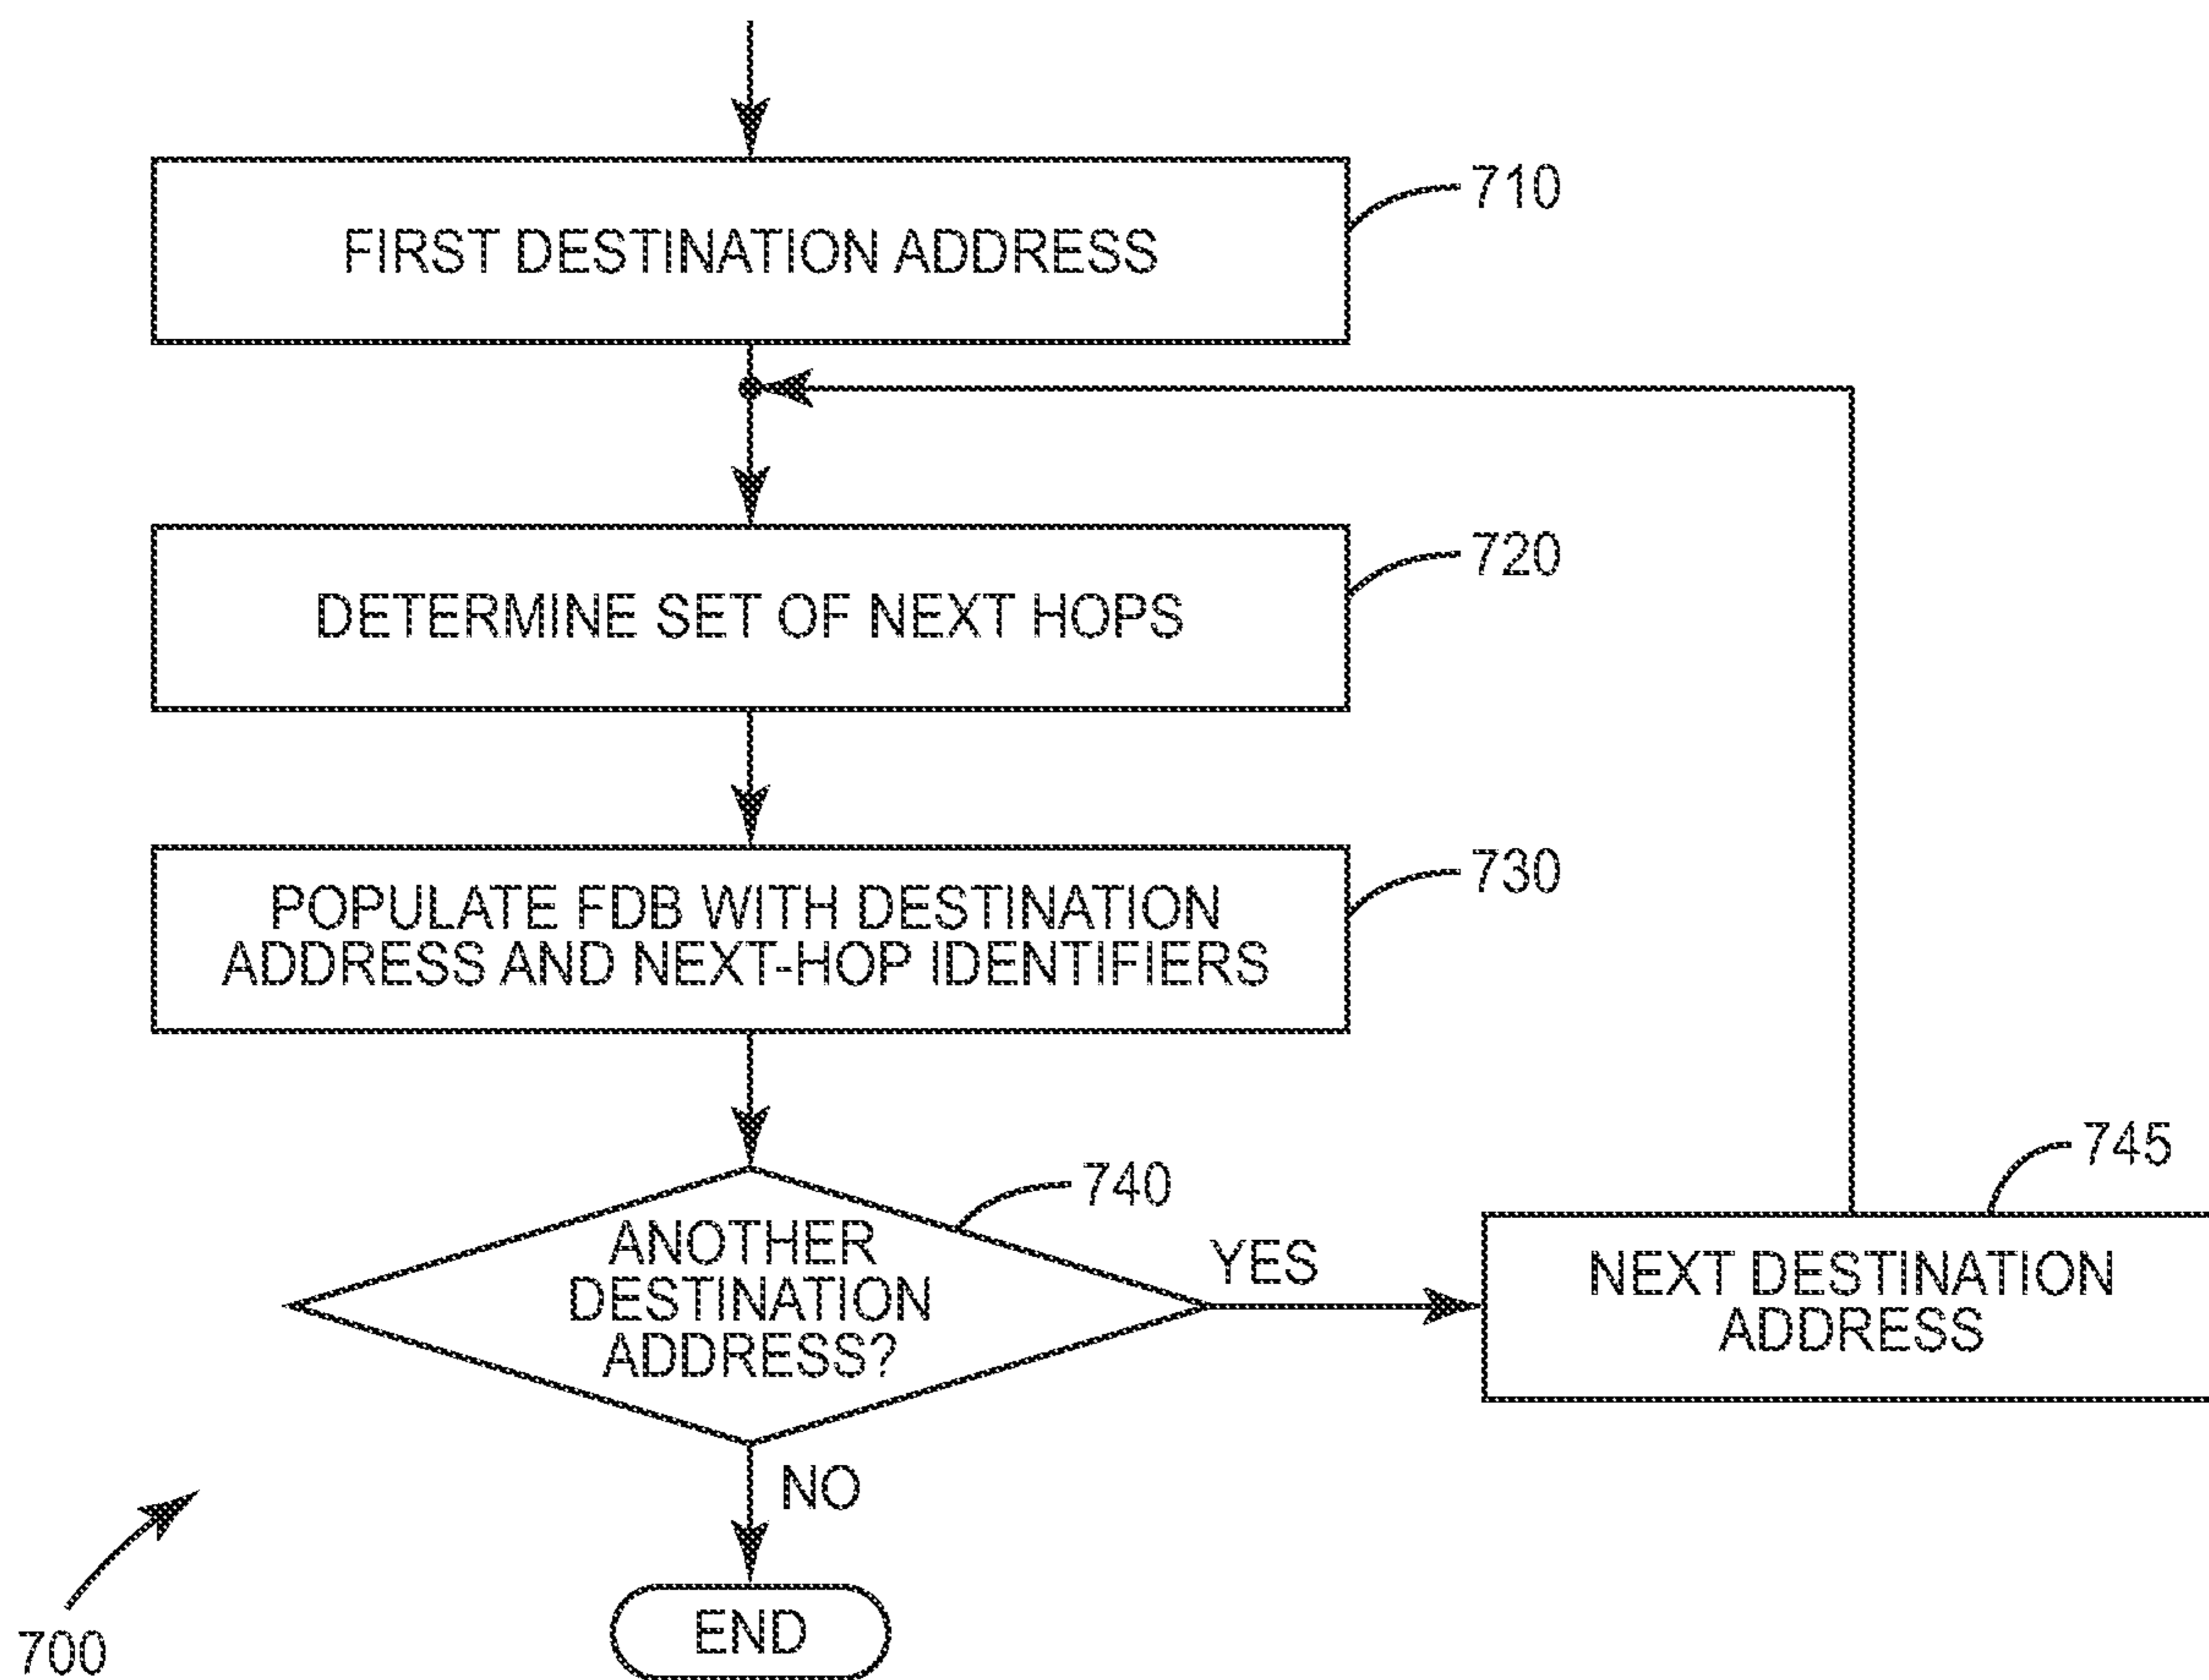 FIRST DESTINATION ADDRESS
710
DETERMINE SET OF NEXT HOPS
720
POPULATE FDB WITH DESTINATION
ADDRESS AND NEXT-HOP IDENTIFIERS
730
ANOTHER
DESTINATION
ADDRESS?
740
YES
NEXT DESTINATION
ADDRESS
745
NO
END
700